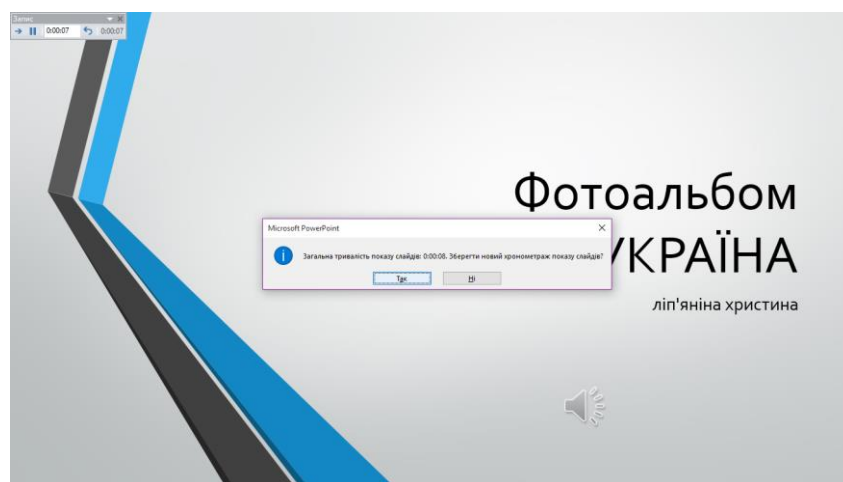 Запис
0:00:07 0:00:07
Фотоальбом
УКРАЇНА
ліп'яніна христина
Microsoft PowerPoint
Загальна тривалість показу слайдів: 0:00:08. Зберегти новий хронометраж показу слайдів?
Так Ні